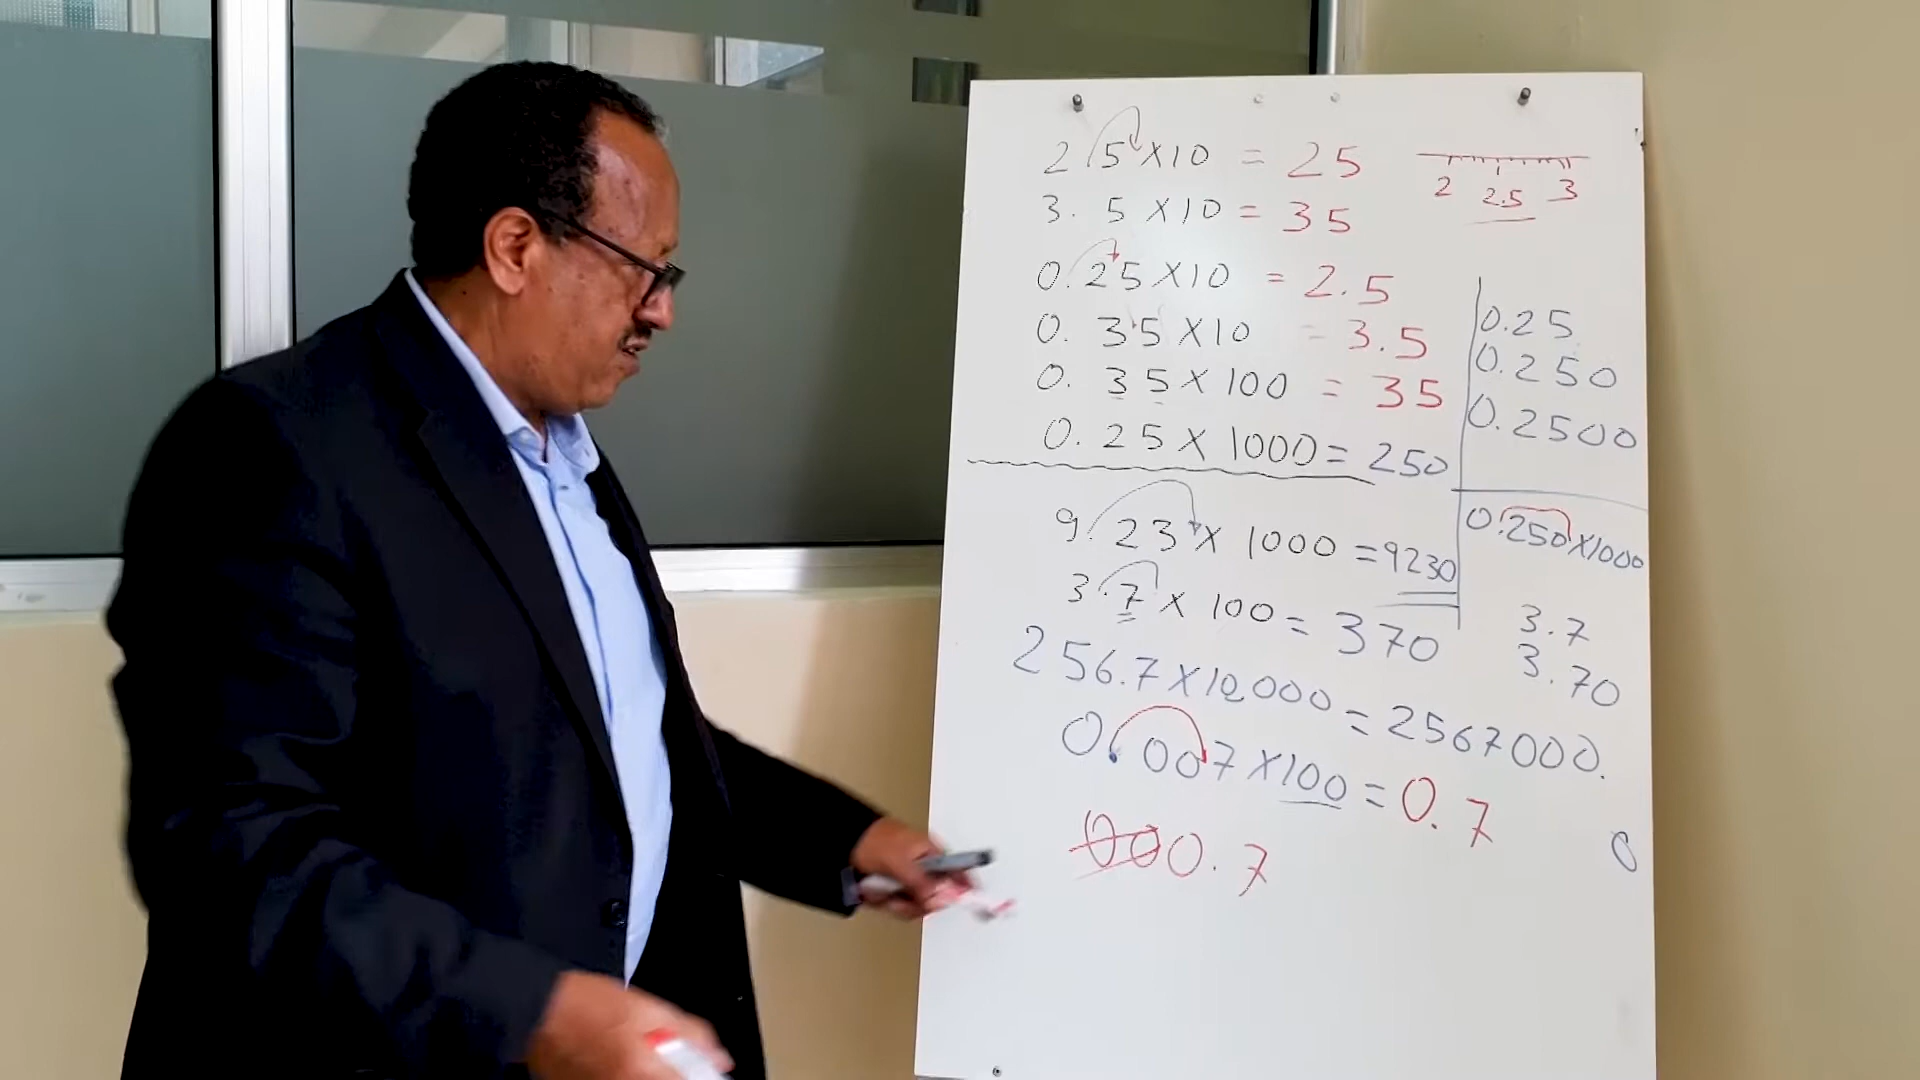 2.5 X 10 = 25
3. 5 X 10 = 35
0. 25 X 10 = 2.5
0. 35 X 10 = 3.5
0. 35 X 100 = 35
0. 25 X 1000 = 250
9. 23 X 1000 = 9230
3.7 X 100 = 370
256.7 X 10,000 = 2567000.
0.007 X 100 = 0.7
000.7
2 2.5 3
0.25
0.250
0.2500
0.250 X 1000
3.7
3.70
0